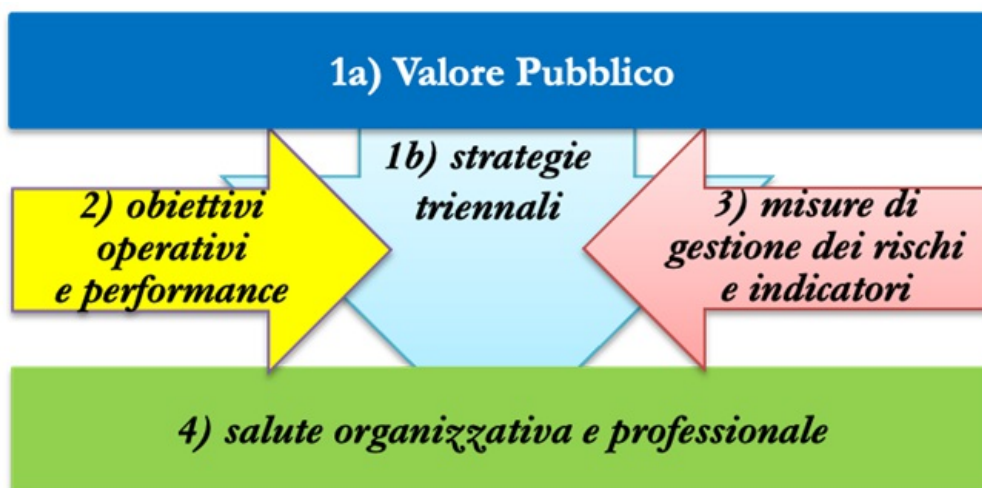 1a) Valore Pubblico
1b) strategie
triennali
2) obiettivi
operativi
e performance
3) misure di
gestione dei rischi
e indicatori
4) salute organizzativa e professionale